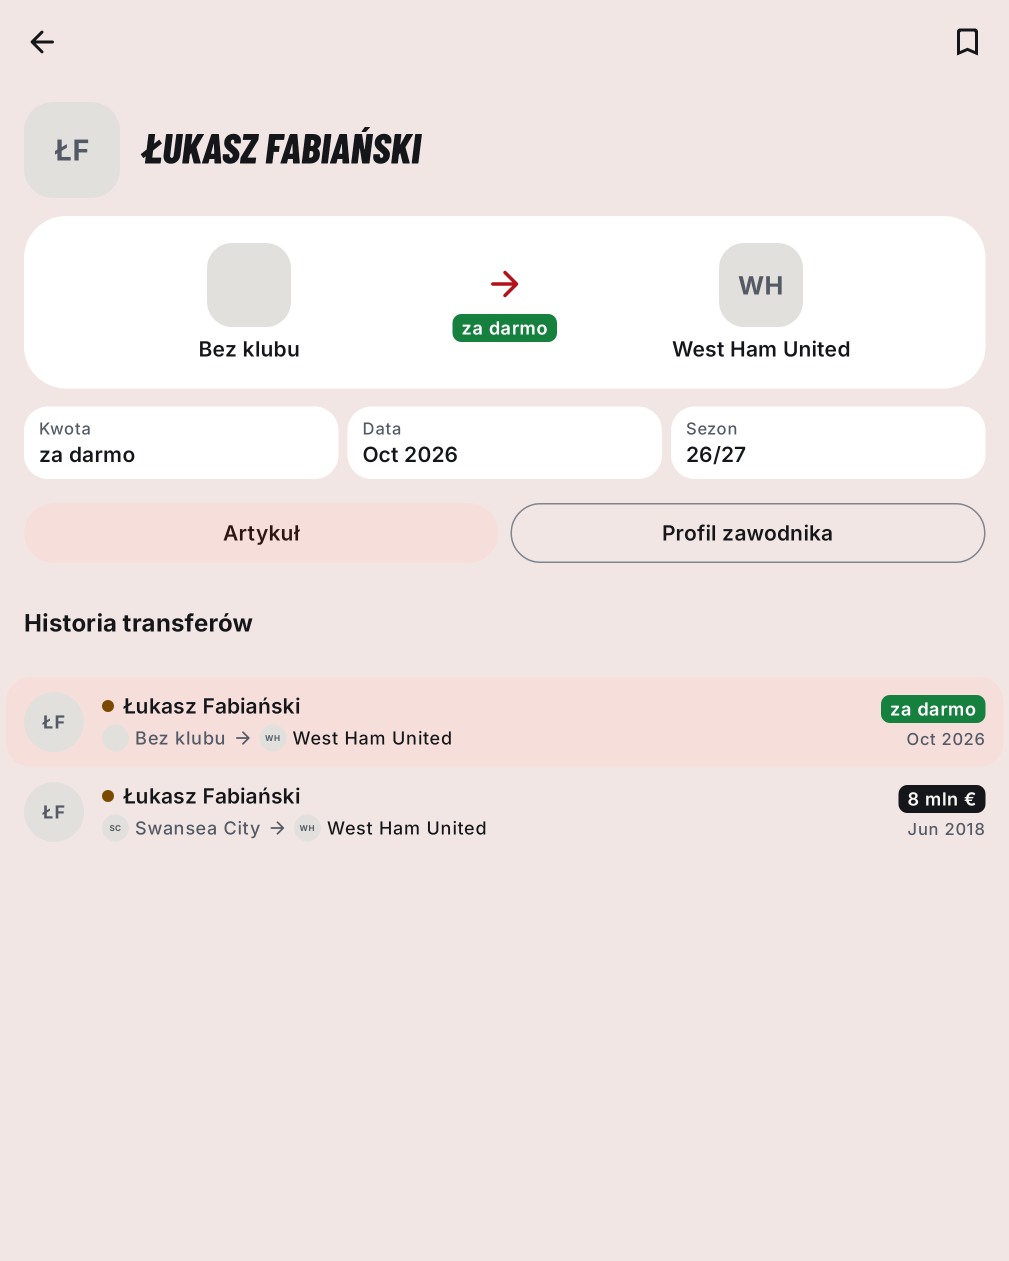 ŁF
ŁUKASZ FABIAŃSKI
WH
za darmo
Bez klubu
West Ham United
Kwota
za darmo
Data
Oct 2026
Sezon
26/27
Artykuł
Profil zawodnika
Historia transferów
ŁF
Łukasz Fabiański
za darmo
Bez klubu → WH West Ham United
Oct 2026
ŁF
Łukasz Fabiański
8 mln €
SC Swansea City → WH West Ham United
Jun 2018